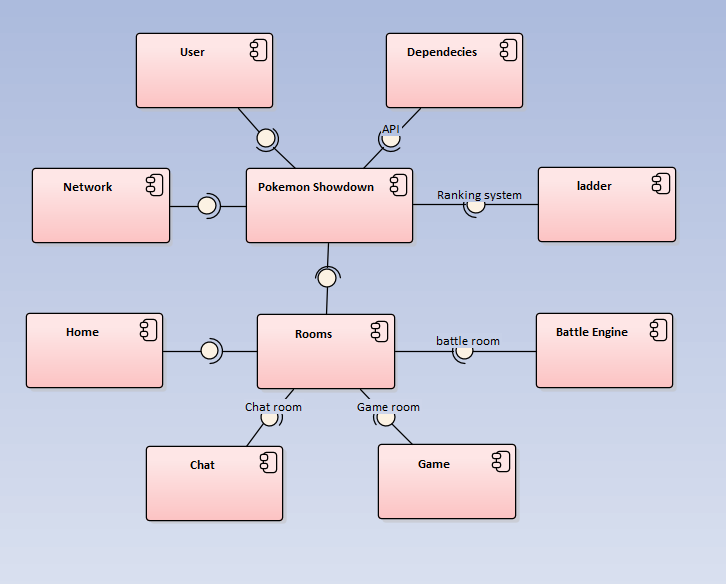 User
Dependecies
API
Network
Pokemon Showdown
Ranking system
ladder
Home
Rooms
battle room
Battle Engine
Chat room
Game room
Chat
Game